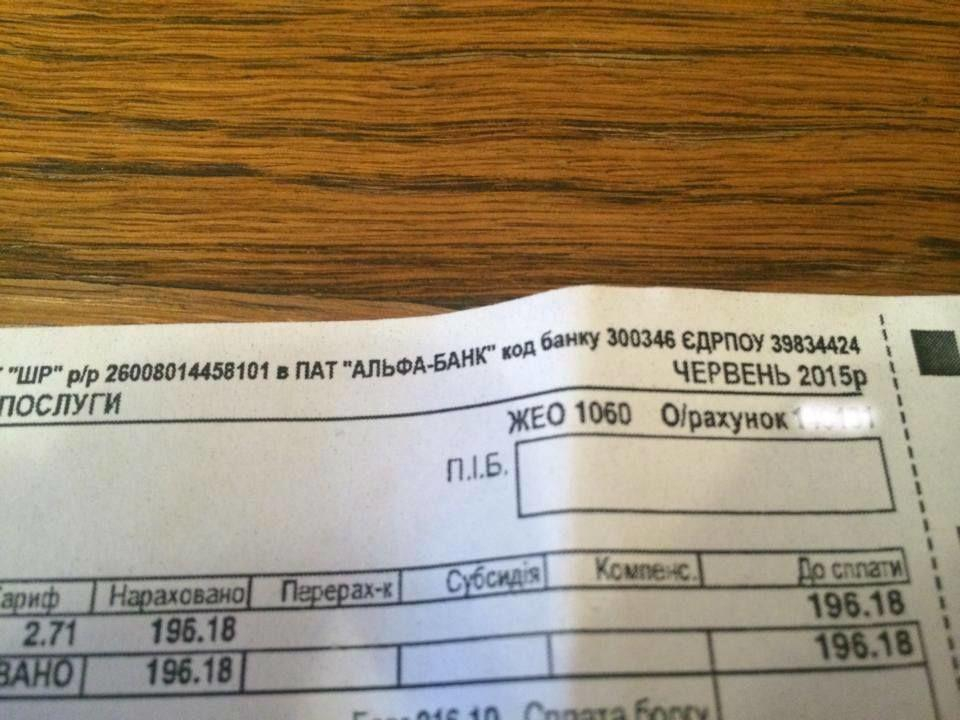 "ШР" р/р 26008014458101 в ПАТ "АЛЬФА-БАНК" код банку 300346 ЄДРПОУ 39834424
ПОСЛУГИ ЧЕРВЕНЬ 2015р
ЖЕО 1060 О/рахунок
П.І.Б.
Тариф Нараховано Перерах-к Субсидія Компенс. До сплати
2.71 196.18 196.18
ВАНО 196.18 196.18
Сплата боргу